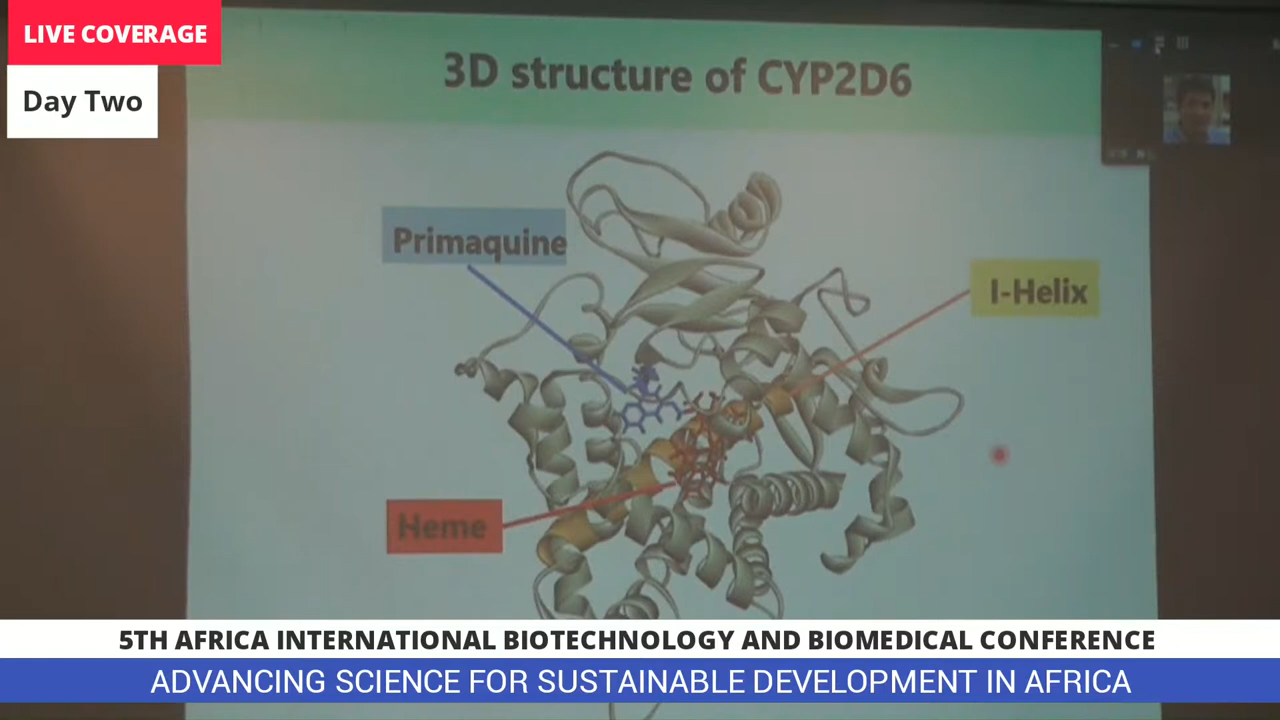 LIVE COVERAGE
Day Two
3D structure of CYP2D6
Primaquine
I-Helix
Heme
5TH AFRICA INTERNATIONAL BIOTECHNOLOGY AND BIOMEDICAL CONFERENCE
ADVANCING SCIENCE FOR SUSTAINABLE DEVELOPMENT IN AFRICA